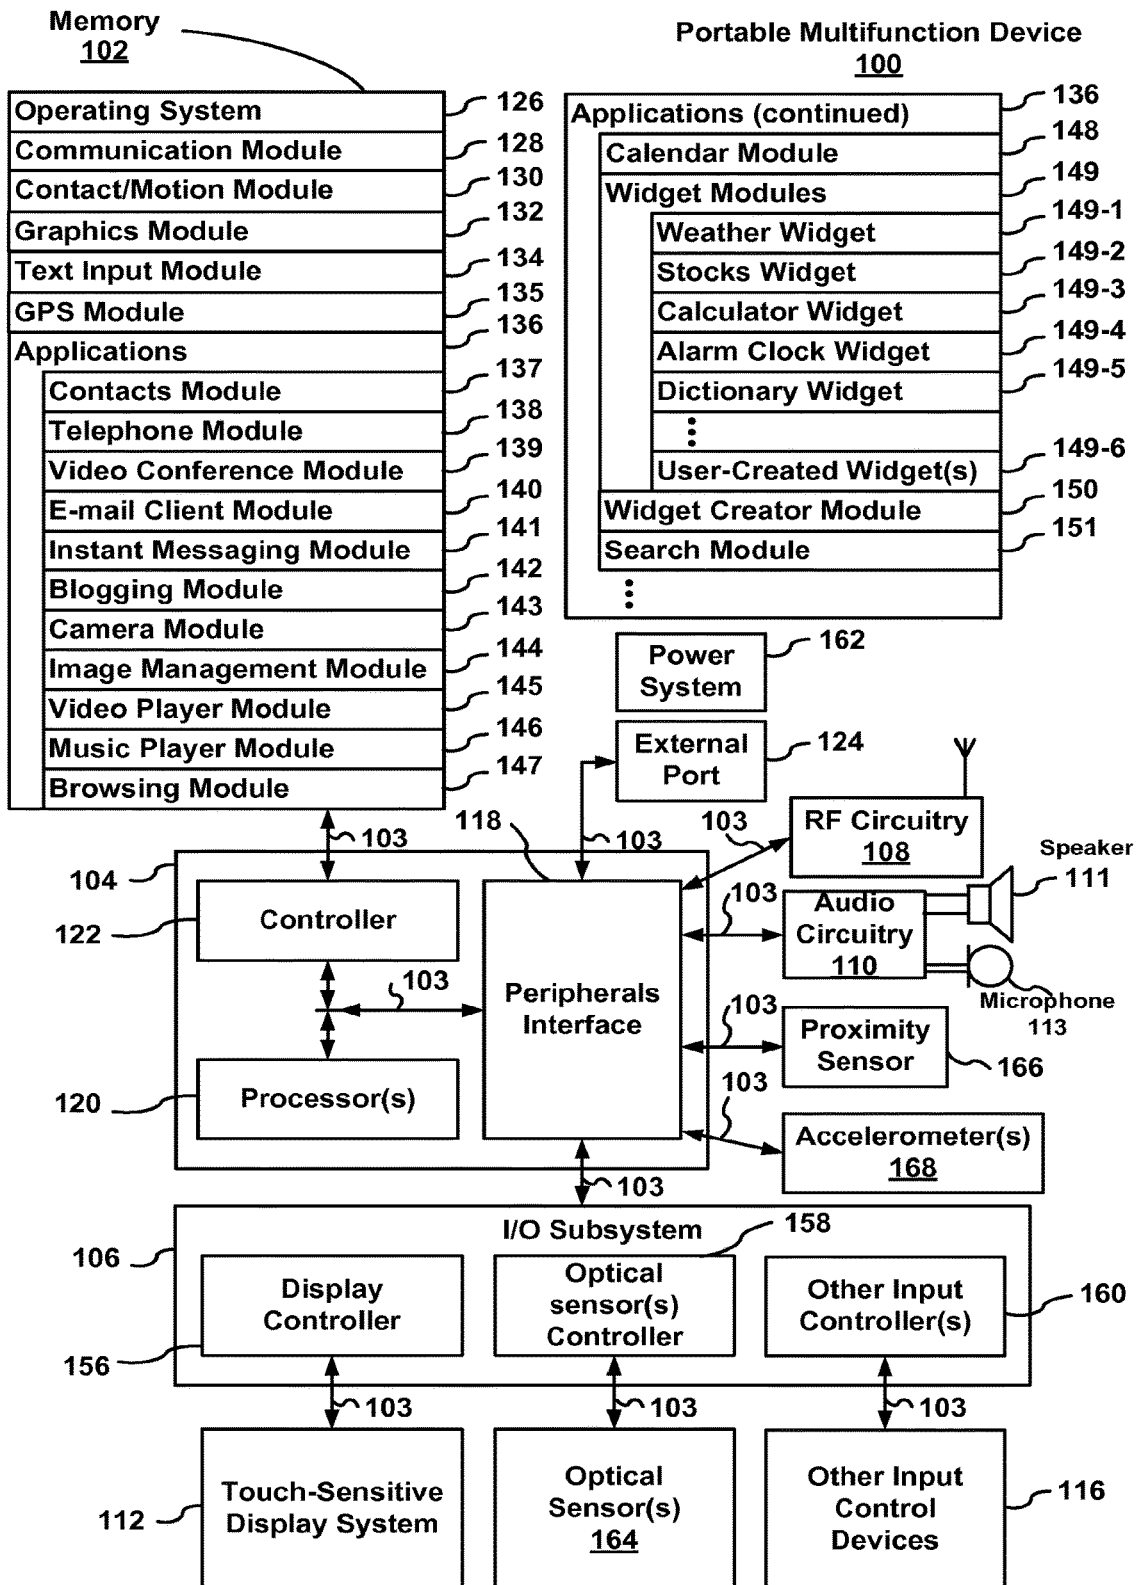 Memory
102
Portable Multifunction Device
100
Operating System 126
Communication Module 128
Contact/Motion Module 130
Graphics Module 132
Text Input Module 134
GPS Module 135
Applications 136
Contacts Module 137
Telephone Module 138
Video Conference Module 139
E-mail Client Module 140
Instant Messaging Module 141
Blogging Module 142
Camera Module 143
Image Management Module 144
Video Player Module 145
Music Player Module 146
Browsing Module 147
Applications (continued) 136
Calendar Module 148
Widget Modules 149
Weather Widget 149-1
Stocks Widget 149-2
Calculator Widget 149-3
Alarm Clock Widget 149-4
Dictionary Widget 149-5
User-Created Widget(s) 149-6
Widget Creator Module 150
Search Module 151
Power
System
162
External
Port
124
RF Circuitry
108
103
Speaker
111
Audio
Circuitry
110
103
Microphone
113
Proximity
Sensor
166
103
Accelerometer(s)
168
103
103
118
103
104
Controller
122
103
Peripherals
Interface
Processor(s)
120
103
I/O Subsystem
106
158
Display
Controller
156
Optical
sensor(s)
Controller
Other Input
Controller(s)
160
103
103
103
Touch-Sensitive
Display System
112
Optical
Sensor(s)
164
Other Input
Control
Devices
116